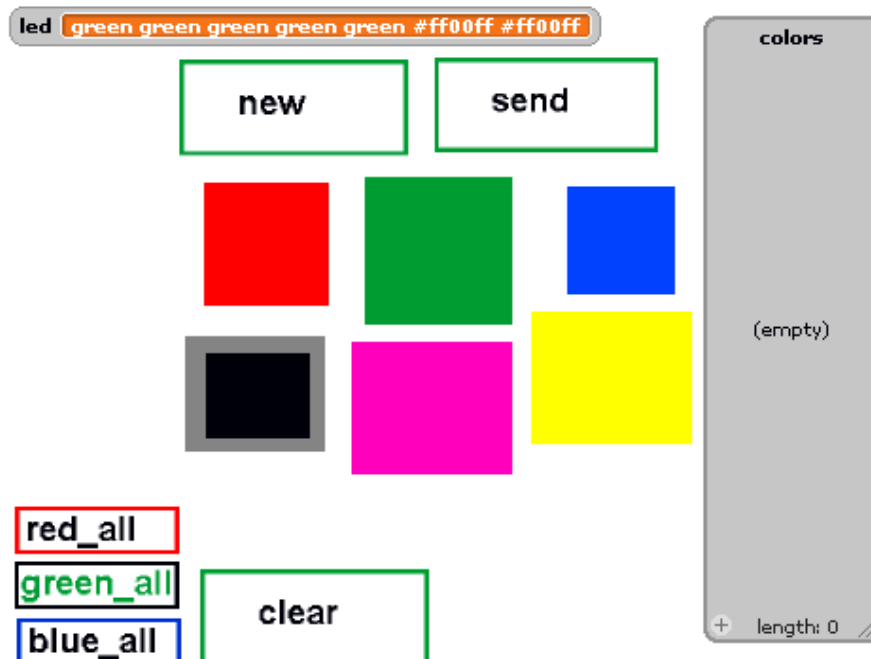 led green green green green green #ff00ff #ff00ff
colors
new
send
(empty)
red_all
green_all
blue_all
clear
+ length: 0